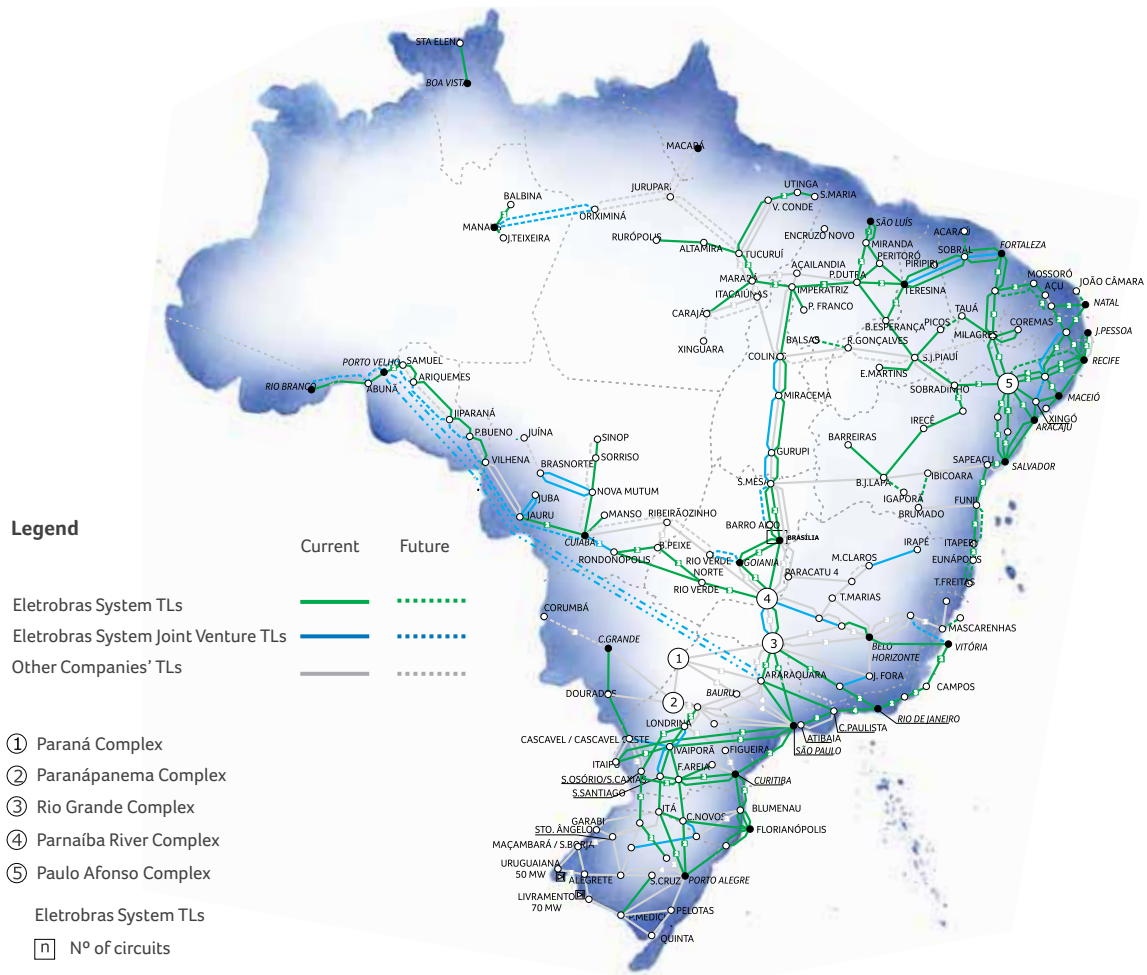 STA ELENA
BOA VISTA
MACAPÁ
BALBINA
JURUPARI
UTINGA
S.MARIA
V. CONDE
ORIXIMINÁ
SÃO LUÍS
MANAUS
J.TEIXEIRA
RURÓPOLIS
ALTAMIRA
TUCURUÍ
ENCRUZO NOVO
MIRANDA
PERITORÓ
ACARAÚ
SOBRAL
FORTALEZA
PIRIPIRI
AÇAILANDIA
P.DUTRA
MARABÁ
IMPERATRIZ
TERESINA
MOSSORÓ
AÇU
JOÃO CÂMARA
ITACAIÚNAS
CARAJÁS
P. FRANCO
NATAL
B.ESPERANÇA
PICOS
TAUÁ
MILAGRES
COREMAS
J.PESSOA
XINGUARA
COLINAS
BALSAS
R.GONÇALVES
S.J.PIAUÍ
RECIFE
E.MARTINS
SOBRADINHO
5
MACEIÓ
XINGÓ
ARACAJU
PORTO VELHO
SAMUEL
RIO BRANCO
ABUNÃ
ARIQUEMES
MIRACEMA
JIPARANÁ
P.BUENO
JUÍNA
SINOP
SORRISO
IRECÊ
BARREIRAS
VILHENA
BRASNORTE
GURUPI
SAPEAÇU
SALVADOR
S.MESA
B.J.LAPA
IBICOARA
NOVA MUTUM
JUBA
IGAPORÃ
BRUMADO
FUNIL
JAURU
MANSO
RIBEIRÃOZINHO
BARRO ALTO
BRASÍLIA
CUIABÁ
B.PEIXE
RONDONÓPOLIS
RIO VERDE
NORTE
GOIANIA
IRAPÉ
M.CLAROS
ITAPEBI
EUNÁPOLIS
RIO VERDE
PARACATU 4
T.FREITAS
4
T.MARIAS
CORUMBÁ
C.GRANDE
MASCARENHAS
3
BELO
HORIZONTE
VITÓRIA
1
ARARAQUARA
J. FORA
DOURADOS
2
BAURU
CAMPOS
RIO DE JANEIRO
LONDRINA
C.PAULISTA
CASCAVEL / CASCAVEL OESTE
ATIBAIA
SÃO PAULO
IVAIPORÃ
FIGUEIRA
ITAIPU
F.AREIA
S.OSÓRIO/S.CAXIAS
CURITIBA
S.SANTIAGO
ITÁ
C.NOVOS
BLUMENAU
GARABI
STO. ÂNGELO
FLORIANÓPOLIS
MAÇAMBARÁ / S.BORJA
URUGUAIANA
50 MW
ALEGRETE
S.CRUZ
PORTO ALEGRE
LIVRAMENTO
70 MW
P.MEDICI
PELOTAS
QUINTA
Legend
Current
Future
Eletrobras System TLs
Eletrobras System Joint Venture TLs
Other Companies' TLs
1 Paraná Complex
2 Paranápanema Complex
3 Rio Grande Complex
4 Parnaíba River Complex
5 Paulo Afonso Complex
Eletrobras System TLs
n Nº of circuits